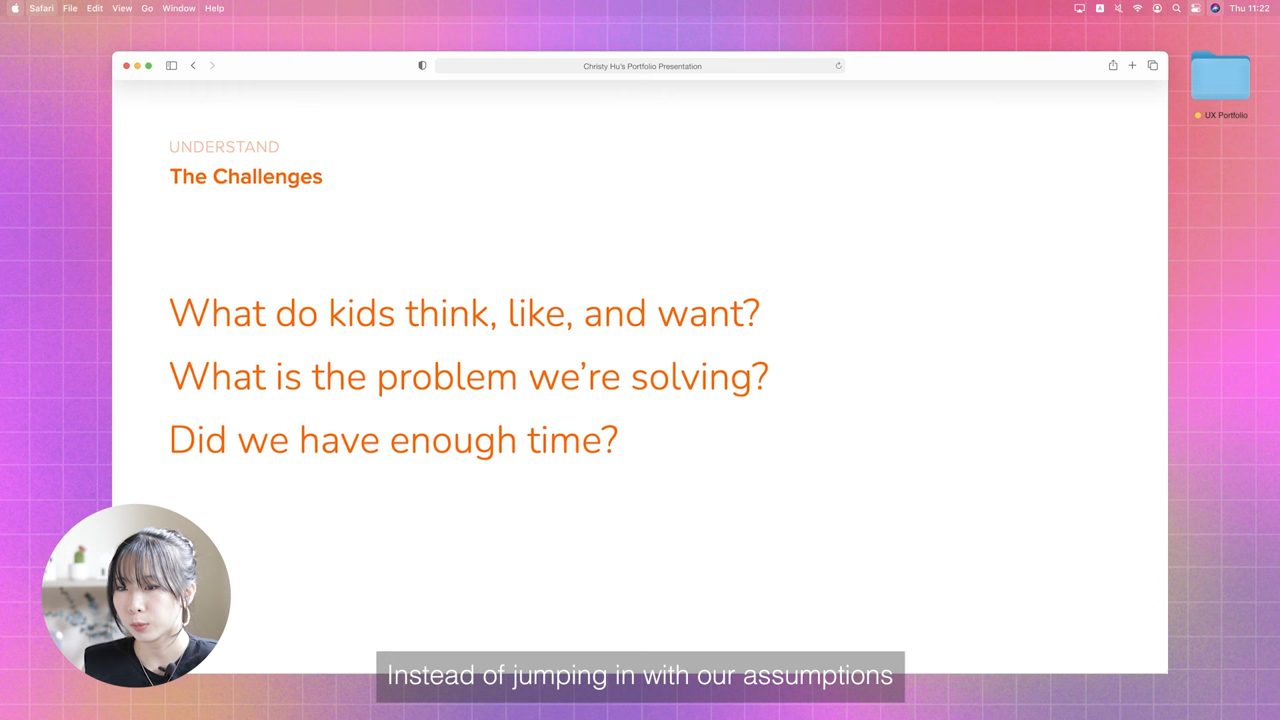 Safari File Edit View Go Window Help
A
Thu 11:22
Christy Hu's Portfolio Presentation
UX Portfolio
UNDERSTAND
The Challenges
What do kids think, like, and want?
What is the problem we’re solving?
Did we have enough time?
Instead of jumping in with our assumptions